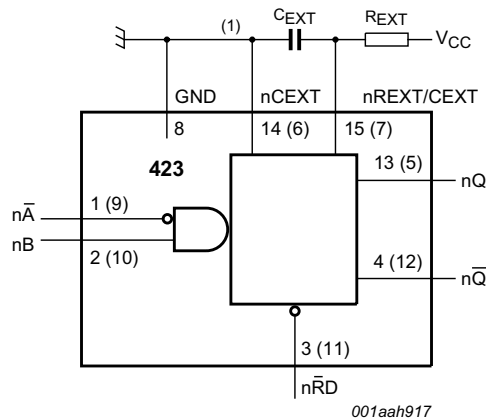 (1)
CEXT
REXT
VCC
GND
nCEXT
nREXT/CEXT
8
14 (6)
15 (7)
423
13 (5)
nQ
nA̅
1 (9)
nB
2 (10)
4 (12)
nQ̅
3 (11)
nR̅D
001aah917